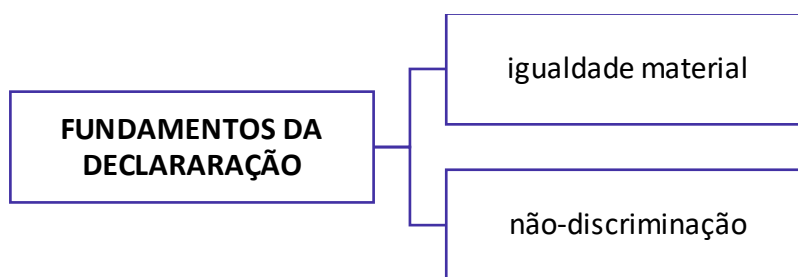 FUNDAMENTOS DA
DECLARARAÇÃO
igualdade material
não-discriminação